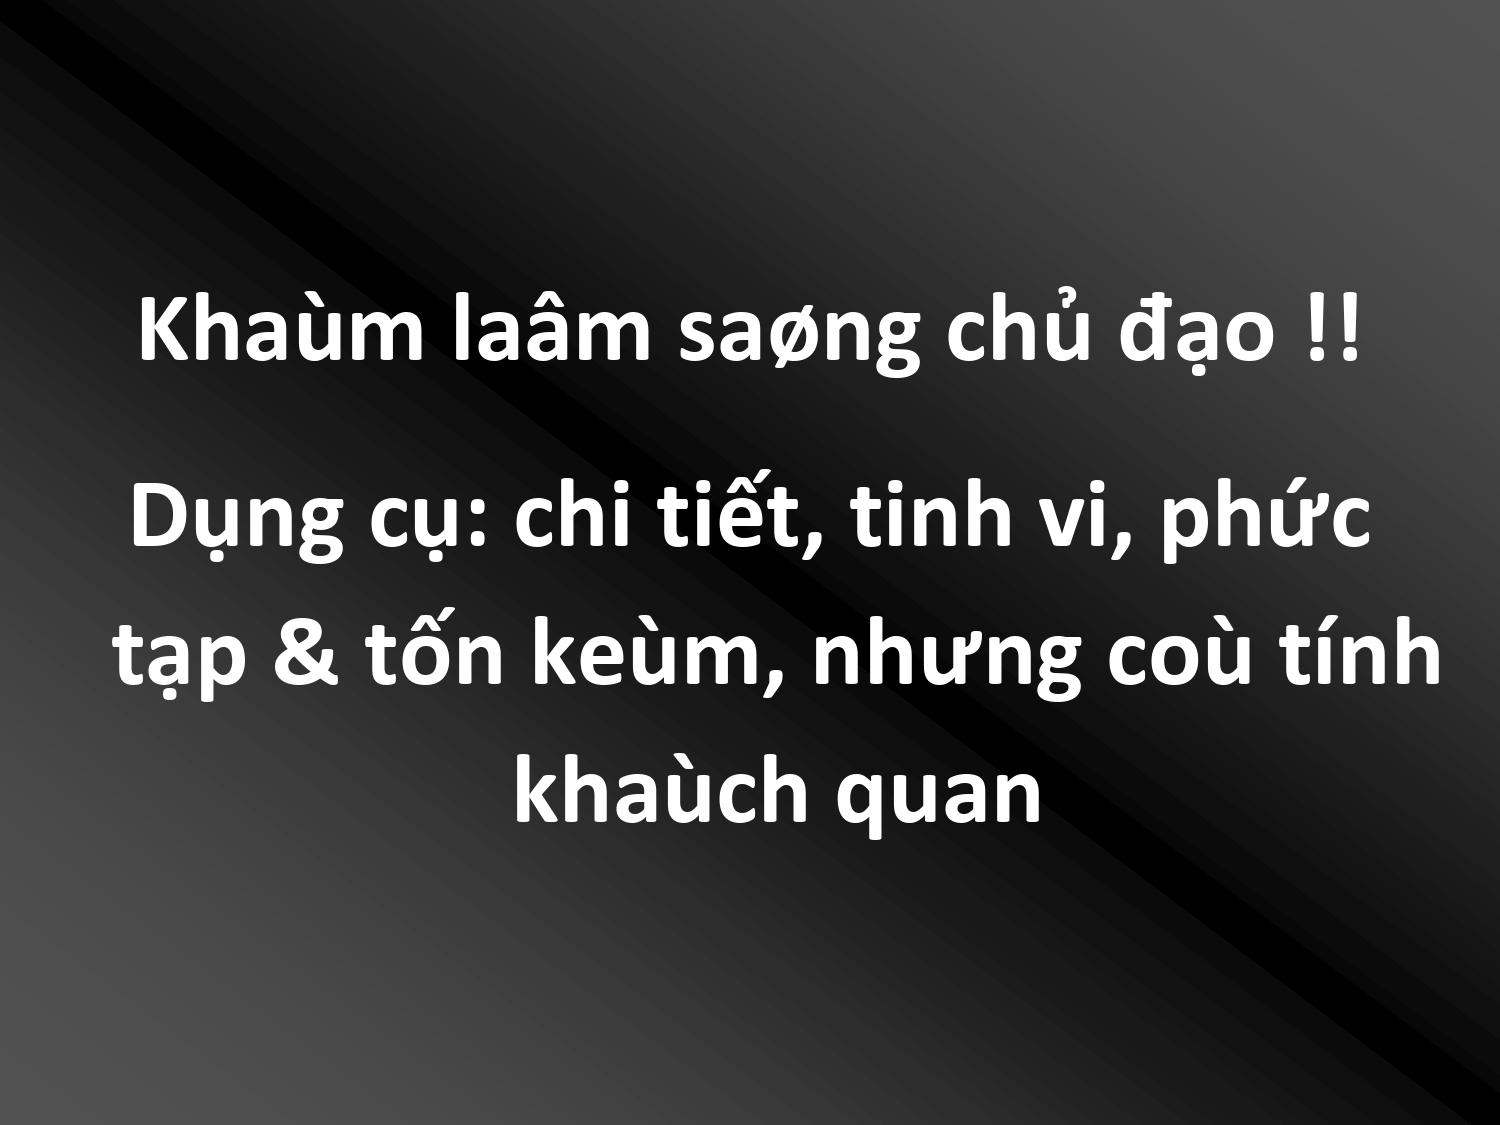 Khaùm laâm saøng chủ đạo !!
Dụng cụ: chi tiết, tinh vi, phức
tạp & tốn keùm, nhưng coù tính
khaùch quan